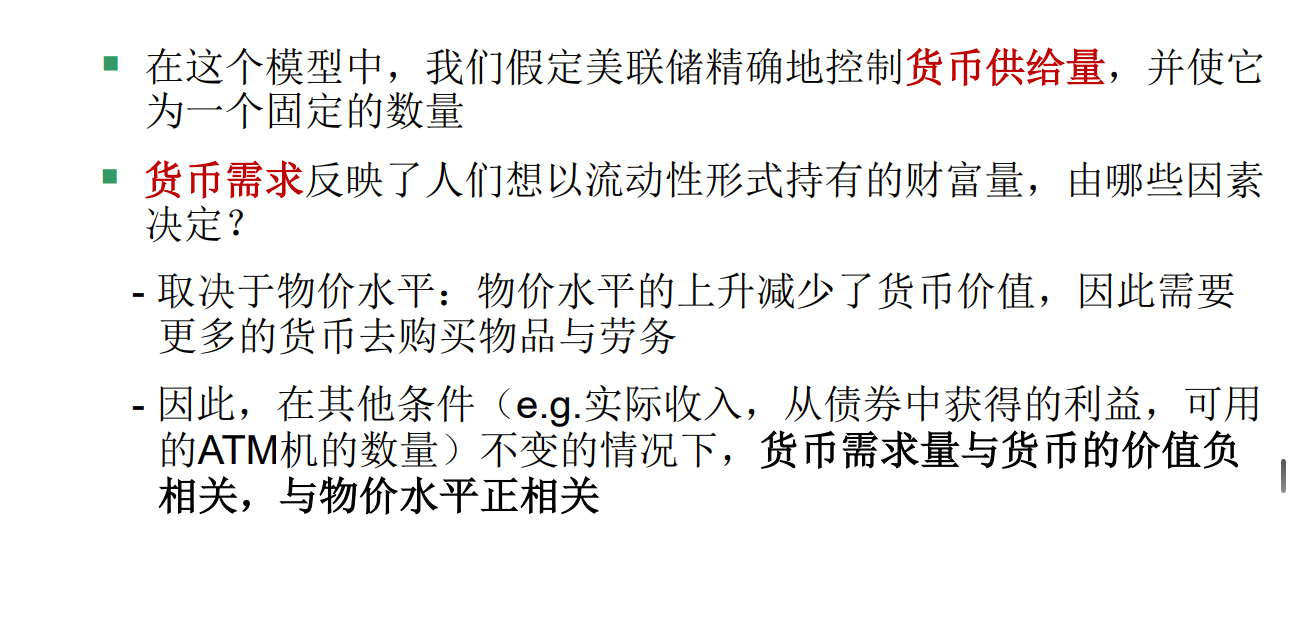 在这个模型中，我们假定美联储精确地控制货币供给量，并使它
为一个固定的数量
货币需求反映了人们想以流动性形式持有的财富量，由哪些因素
决定？
- 取决于物价水平：物价水平的上升减少了货币价值，因此需要
更多的货币去购买物品与劳务
- 因此，在其他条件（e.g.实际收入，从债券中获得的利益，可用
的ATM机的数量）不变的情况下，货币需求量与货币的价值负
相关，与物价水平正相关